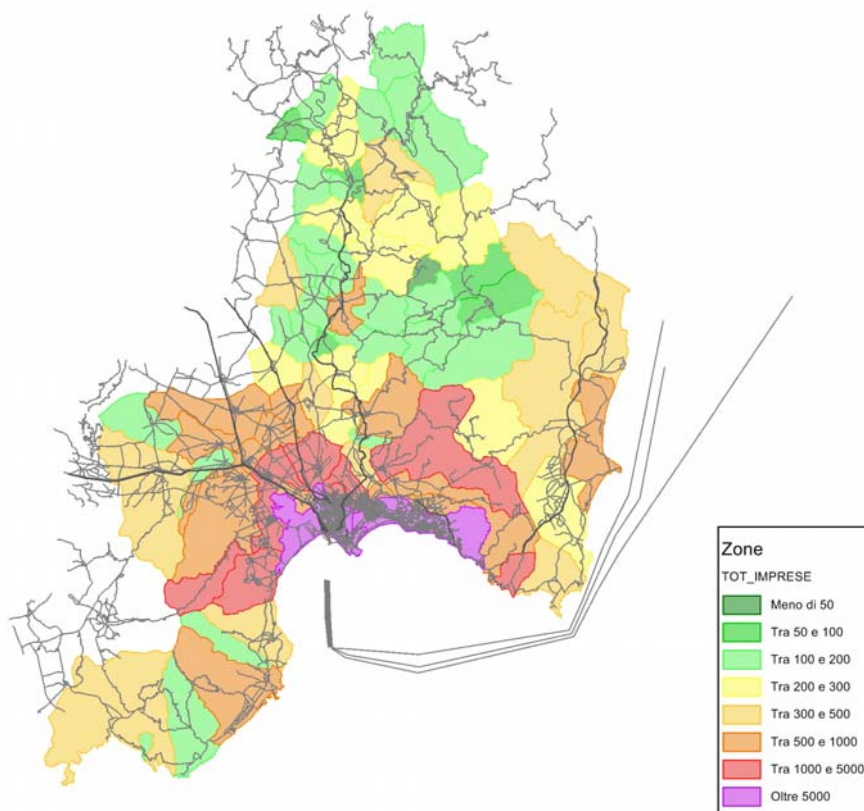 Zone
TOT_IMPRESE
Meno di 50
Tra 50 e 100
Tra 100 e 200
Tra 200 e 300
Tra 300 e 500
Tra 500 e 1000
Tra 1000 e 5000
Oltre 5000